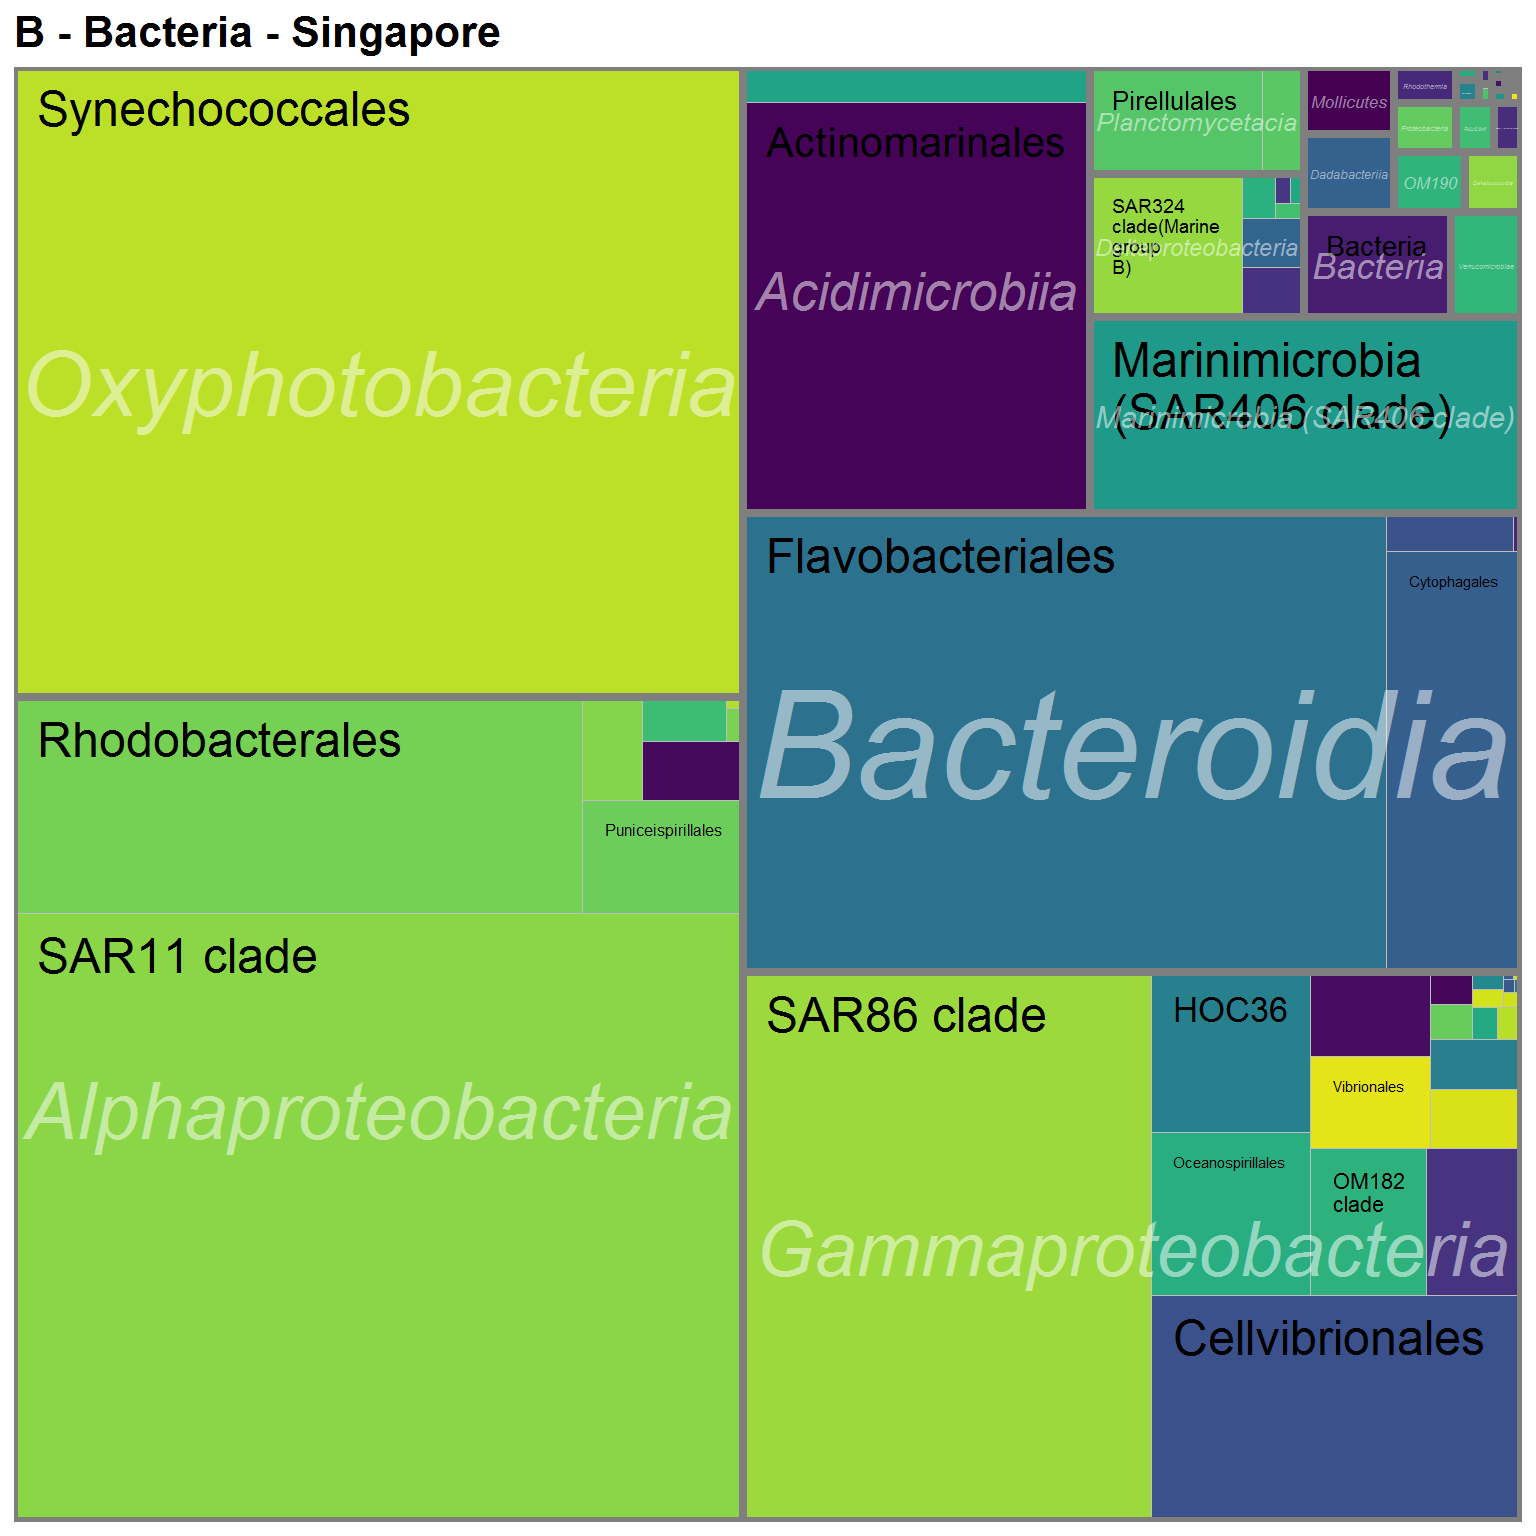 B - Bacteria - Singapore
Synechococcales
Oxyphotobacteria
Rhodobacterales
Puniceispirillales
SAR11 clade
Alphaproteobacteria
Actinomarinales
Acidimicrobiia
Pirellulales
Planctomycetacia
SAR324
clade(Marine
group
B)
Deltaproteobacteria
Mollicutes
Dadabacteriia
Rhodothermia
Proteobacteria
OM190
Bacteria
Bacteria
Verrucomicrobiae
Marinimicrobia
(SAR406 clade)
Marinimicrobia (SAR406 clade)
Flavobacteriales
Cytophagales
Bacteroidia
SAR86 clade
HOC36
Vibrionales
Oceanospirillales
OM182
clade
Gammaproteobacteria
Cellvibrionales